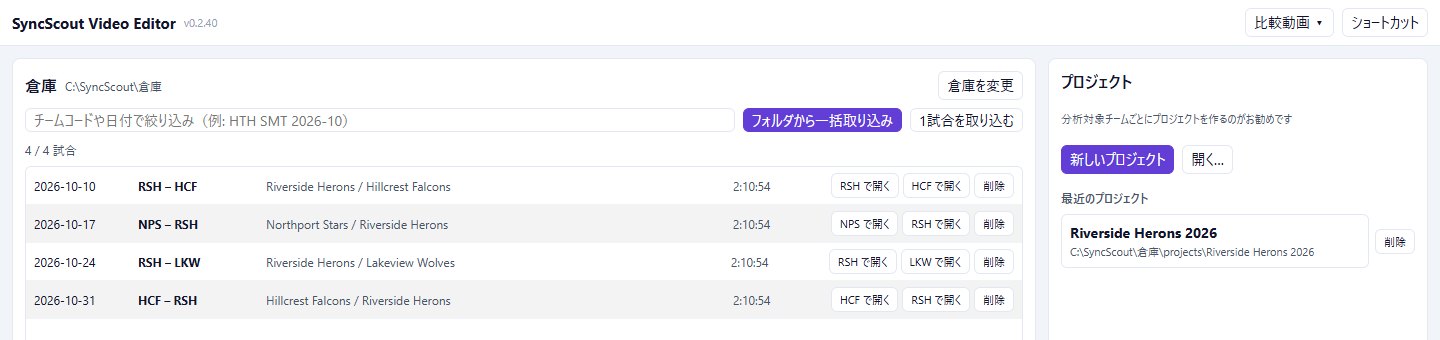 SyncScout Video Editor v0.2.40
比較動画 ▼ ショートカット
倉庫 C:\SyncScout\倉庫
倉庫を変更
チームコードや日付で絞り込み（例: HTH SMT 2026-10）
フォルダから一括取り込み 1試合を取り込む
4 / 4 試合
2026-10-10 RSH – HCF Riverside Herons / Hillcrest Falcons 2:10:54 RSH で開く HCF で開く 削除
2026-10-17 NPS – RSH Northport Stars / Riverside Herons 2:10:54 NPS で開く RSH で開く 削除
2026-10-24 RSH – LKW Riverside Herons / Lakeview Wolves 2:10:54 RSH で開く LKW で開く 削除
2026-10-31 HCF – RSH Hillcrest Falcons / Riverside Herons 2:10:54 HCF で開く RSH で開く 削除
プロジェクト
分析対象チームごとにプロジェクトを作るのがお勧めです
新しいプロジェクト 開く...
最近のプロジェクト
Riverside Herons 2026
C:\SyncScout\倉庫\projects\Riverside Herons 2026
削除